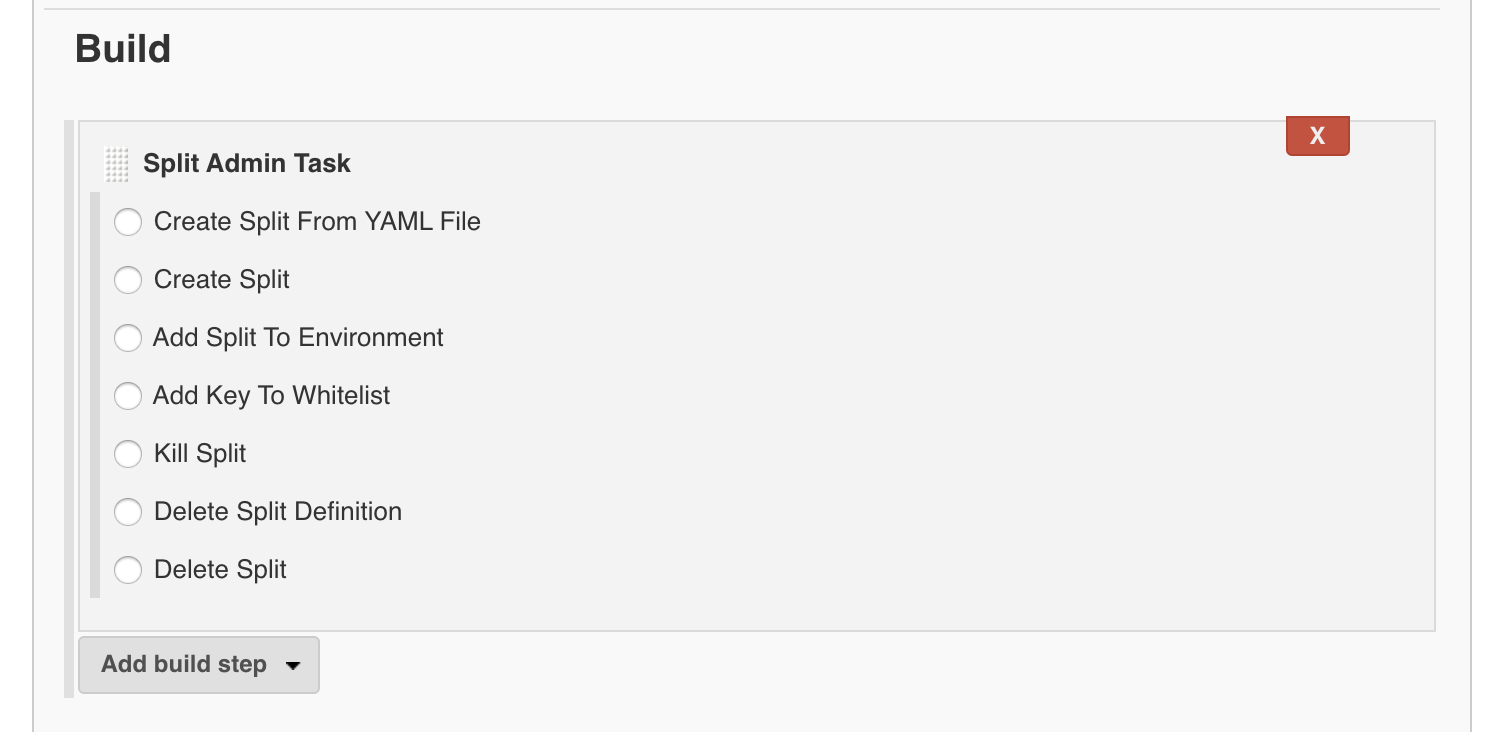 Build
X
Split Admin Task
Create Split From YAML File
Create Split
Add Split To Environment
Add Key To Whitelist
Kill Split
Delete Split Definition
Delete Split
Add build step